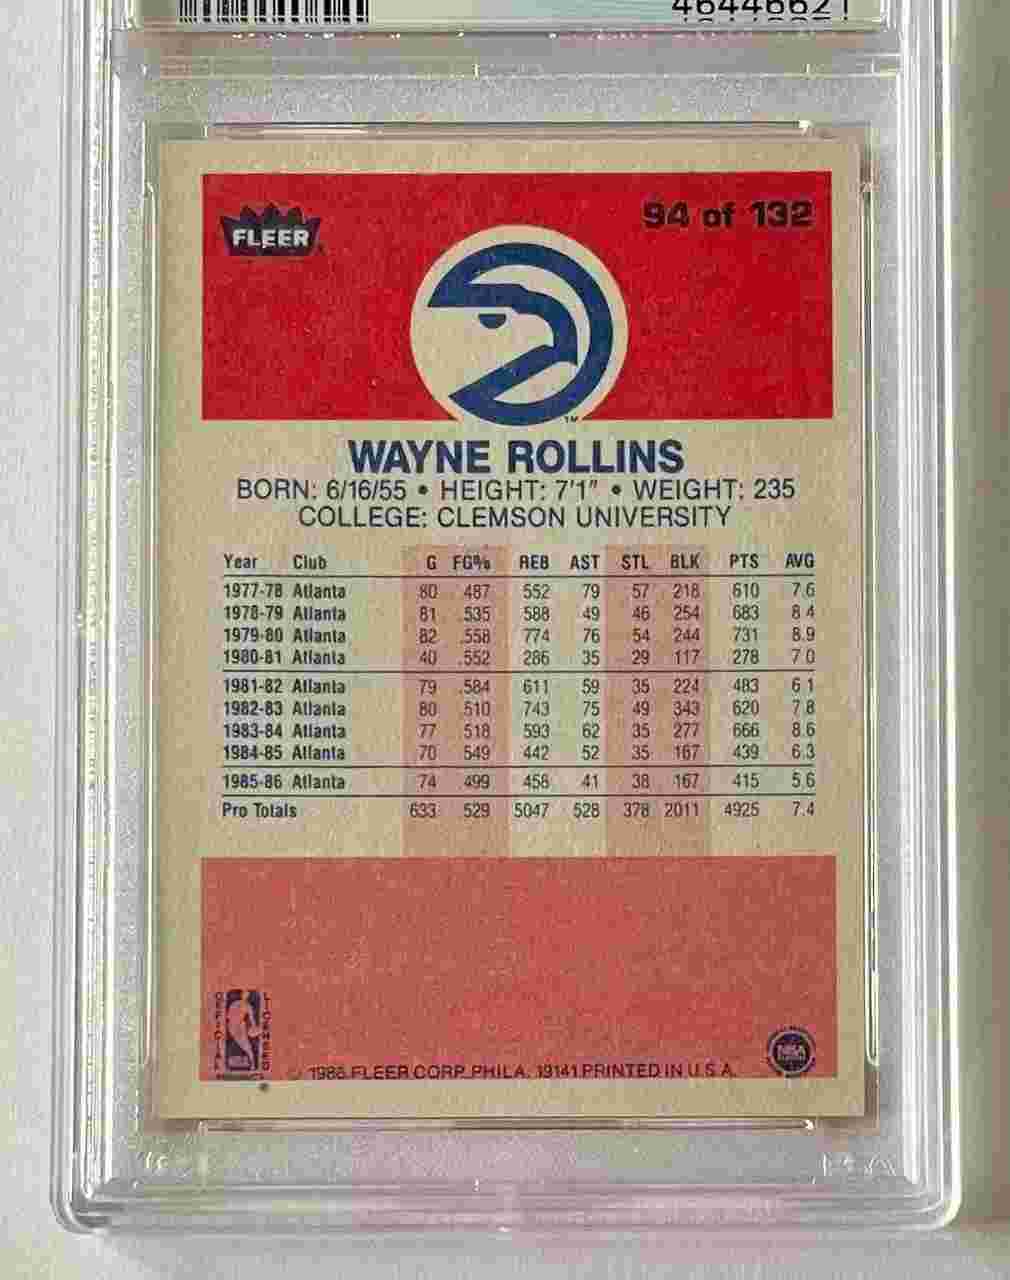 46446621
FLEER
94 of 132
TM
WAYNE ROLLINS
BORN: 6/16/55 • HEIGHT: 7'1" • WEIGHT: 235
COLLEGE: CLEMSON UNIVERSITY
Year Club G FG% REB AST STL BLK PTS AVG
1977-78 Atlanta 80 .487 552 79 57 218 610 7.6
1978-79 Atlanta 81 .535 588 49 46 254 683 8.4
1979-80 Atlanta 82 .558 774 76 54 244 731 8.9
1980-81 Atlanta 40 .552 286 35 29 117 278 7.0
1981-82 Atlanta 79 .584 611 59 35 224 483 6.1
1982-83 Atlanta 80 .510 743 75 49 343 620 7.8
1983-84 Atlanta 77 .518 593 62 35 277 666 8.6
1984-85 Atlanta 70 .549 442 52 35 167 439 6.3
1985-86 Atlanta 74 .499 458 41 38 167 415 5.6
Pro Totals 633 .529 5047 528 378 2011 4925 7.4
OFFICIAL LICENSED
© 1986 FLEER CORP. PHILA. 19141 PRINTED IN U.S.A.
PSA